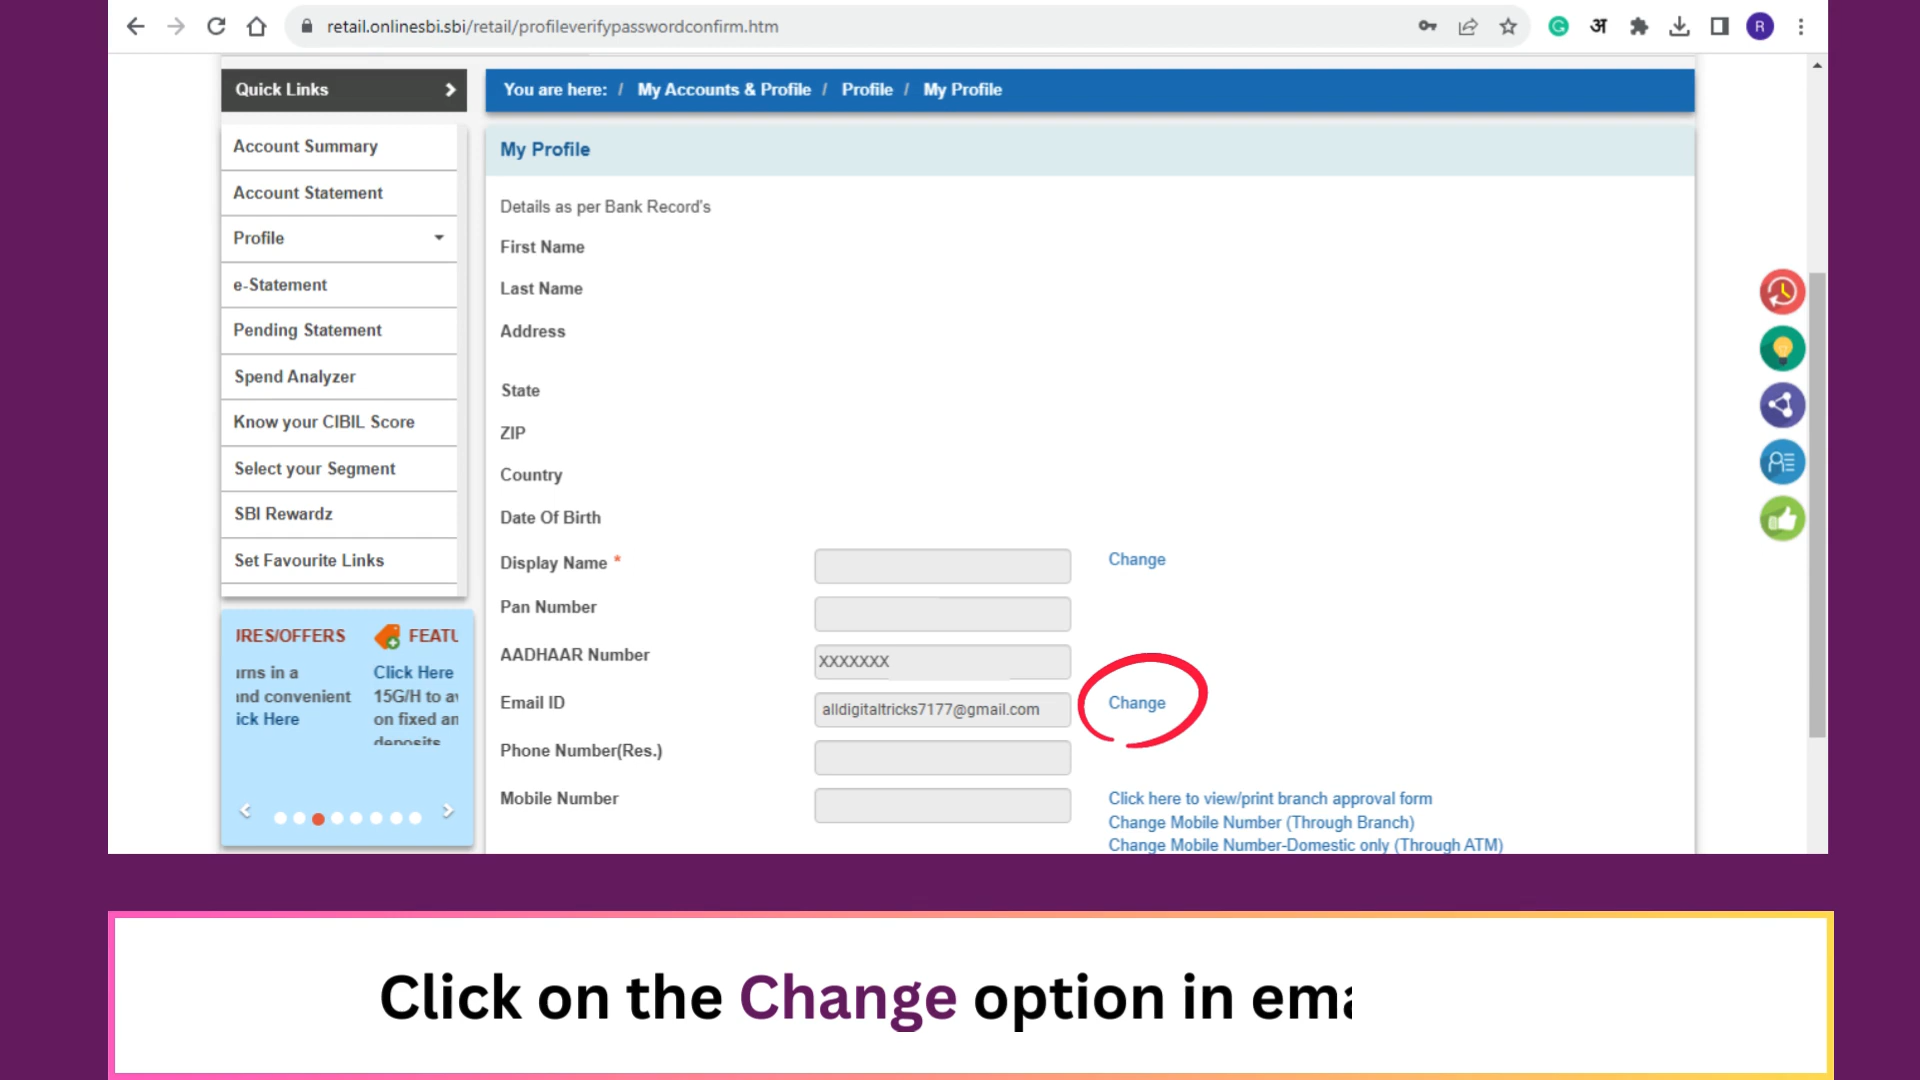 retail.onlinesbi.sbi/retail/profileverifypasswordconfirm.htm
अ
R
Quick Links
You are here: / My Accounts & Profile / Profile / My Profile
Account Summary
Account Statement
Profile
e-Statement
Pending Statement
Spend Analyzer
Know your CIBIL Score
Select your Segment
SBI Rewardz
Set Favourite Links
IRES/OFFERS
FEATU
ırns in a
ınd convenient
ick Here
Click Here
15G/H to av
on fixed an
deposits
My Profile
Details as per Bank Record's
First Name
Last Name
Address
State
ZIP
Country
Date Of Birth
Display Name * Change
Pan Number
AADHAAR Number XXXXXXX
Email ID alldigitaltricks7177@gmail.com Change
Phone Number(Res.)
Mobile Number Click here to view/print branch approval form
Change Mobile Number (Through Branch)
Change Mobile Number-Domestic only (Through ATM)
Click on the Change option in ema